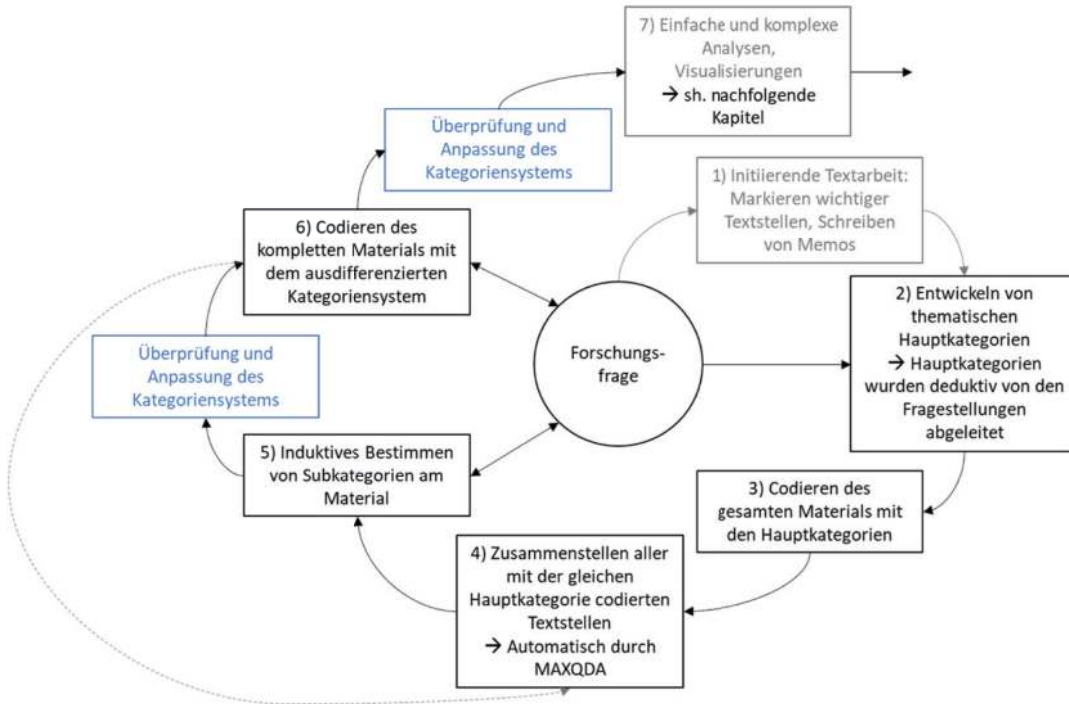 7) Einfache und komplexe
Analysen,
Visualisierungen
→ sh. nachfolgende
Kapitel
Überprüfung und
Anpassung des
Kategoriensystems
1) Initiierende Textarbeit:
Markieren wichtiger
Textstellen, Schreiben
von Memos
6) Codieren des
kompletten Materials mit
dem ausdifferenzierten
Kategoriensystem
2) Entwickeln von
thematischen
Hauptkategorien
→ Hauptkategorien
wurden deduktiv von den
Fragestellungen
abgeleitet
Forschungs-
frage
Überprüfung und
Anpassung des
Kategoriensystems
5) Induktives Bestimmen
von Subkategorien am
Material
3) Codieren des
gesamten Materials mit
den Hauptkategorien
4) Zusammenstellen aller
mit der gleichen
Hauptkategorie codierten
Textstellen
→ Automatisch durch
MAXQDA